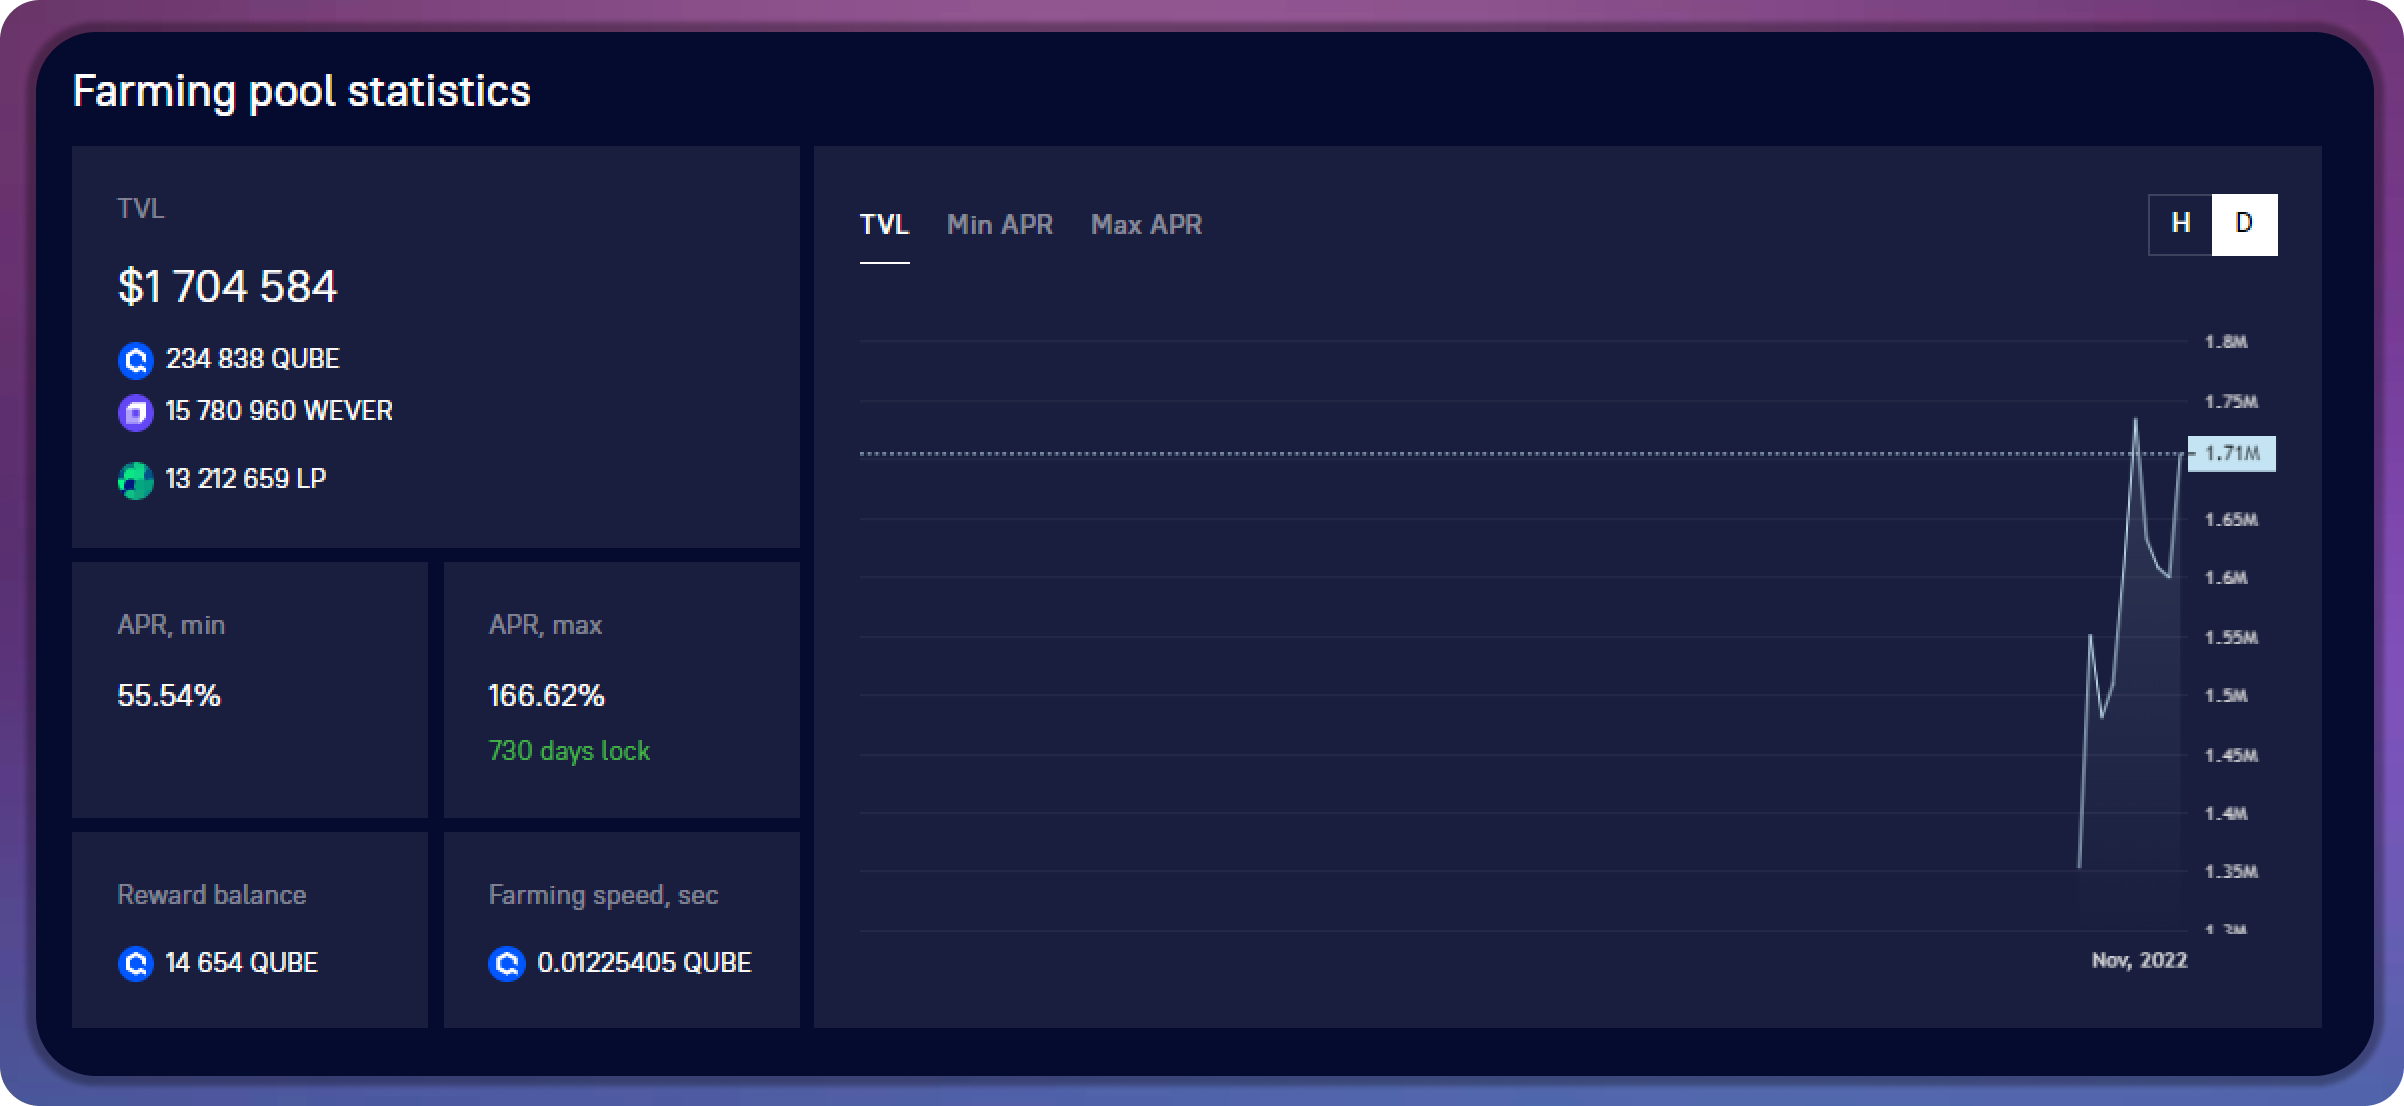 Farming pool statistics
TVL
$1 704 584
234 838 QUBE
15 780 960 WEVER
13 212 659 LP
APR, min
55.54%
APR, max
166.62%
730 days lock
Reward balance
14 654 QUBE
Farming speed, sec
0.01225405 QUBE
TVL Min APR Max APR
H D
1.8M
1.75M
1.71M
1.65M
1.6M
1.55M
1.5M
1.45M
1.4M
1.35M
1.3M
Nov, 2022